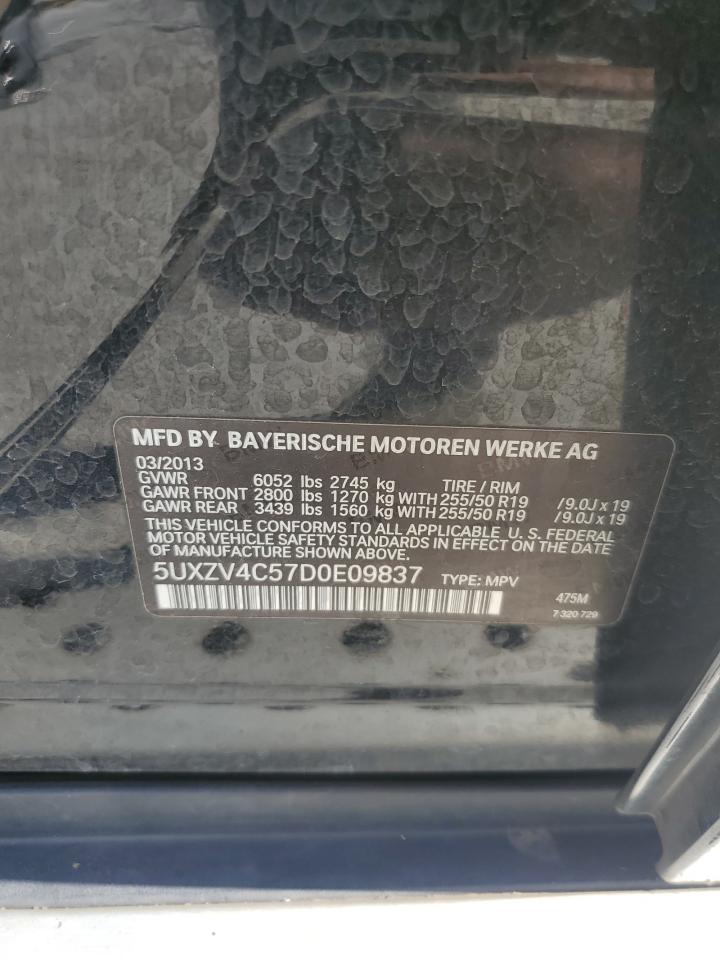 MFD BY BAYERISCHE MOTOREN WERKE AG
03/2013
GVWR 6052 lbs 2745 kg TIRE / RIM
GAWR FRONT 2800 lbs 1270 kg WITH 255/50 R19 /9.0J x 19
GAWR REAR 3439 lbs 1560 kg WITH 255/50 R19 /9.0J x 19
THIS VEHICLE CONFORMS TO ALL APPLICABLE U. S. FEDERAL
MOTOR VEHICLE SAFETY STANDARDS IN EFFECT ON THE DATE
OF MANUFACTURE SHOWN ABOVE.
5UXZV4C57D0E09837 TYPE: MPV
475M
7 320 729